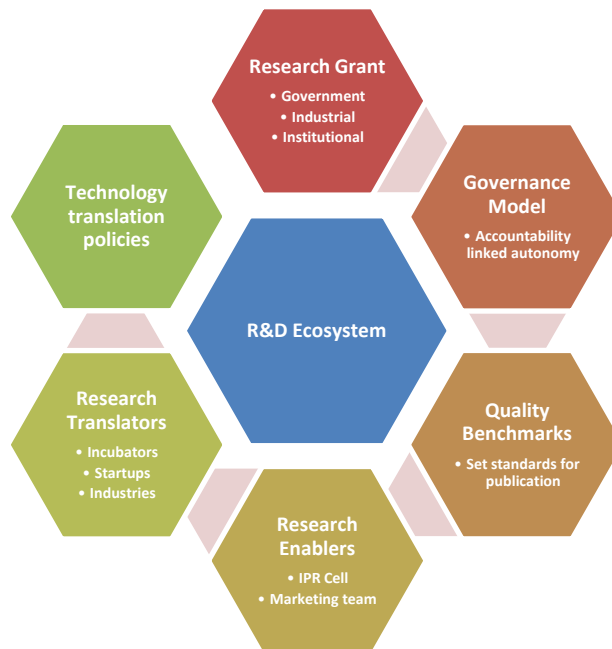 Research Grant
• Government
• Industrial
• Institutional
Governance
Model
• Accountability
linked autonomy
Quality
Benchmarks
• Set standards for
publication
Research
Enablers
• IPR Cell
• Marketing team
Research
Translators
• Incubators
• Startups
• Industries
Technology
translation
policies
R&D Ecosystem